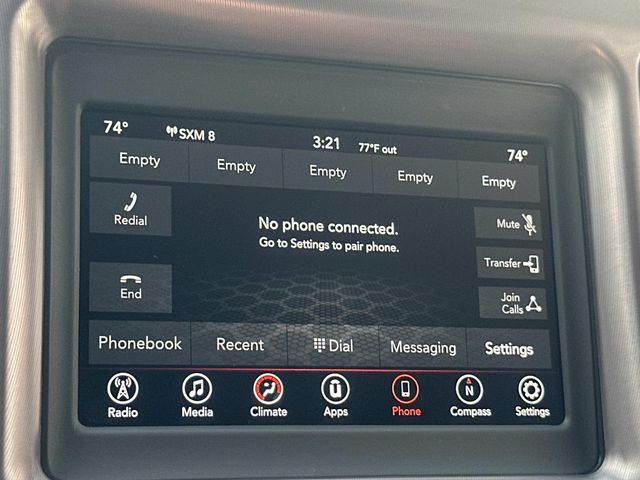 74° SXM 8 3:21 77°F out 74°
Empty Empty Empty Empty Empty
Redial
No phone connected.
Go to Settings to pair phone.
Mute
Transfer
End
Join
Calls
Phonebook Recent Dial Messaging Settings
N
Radio Media Climate Apps Phone Compass Settings